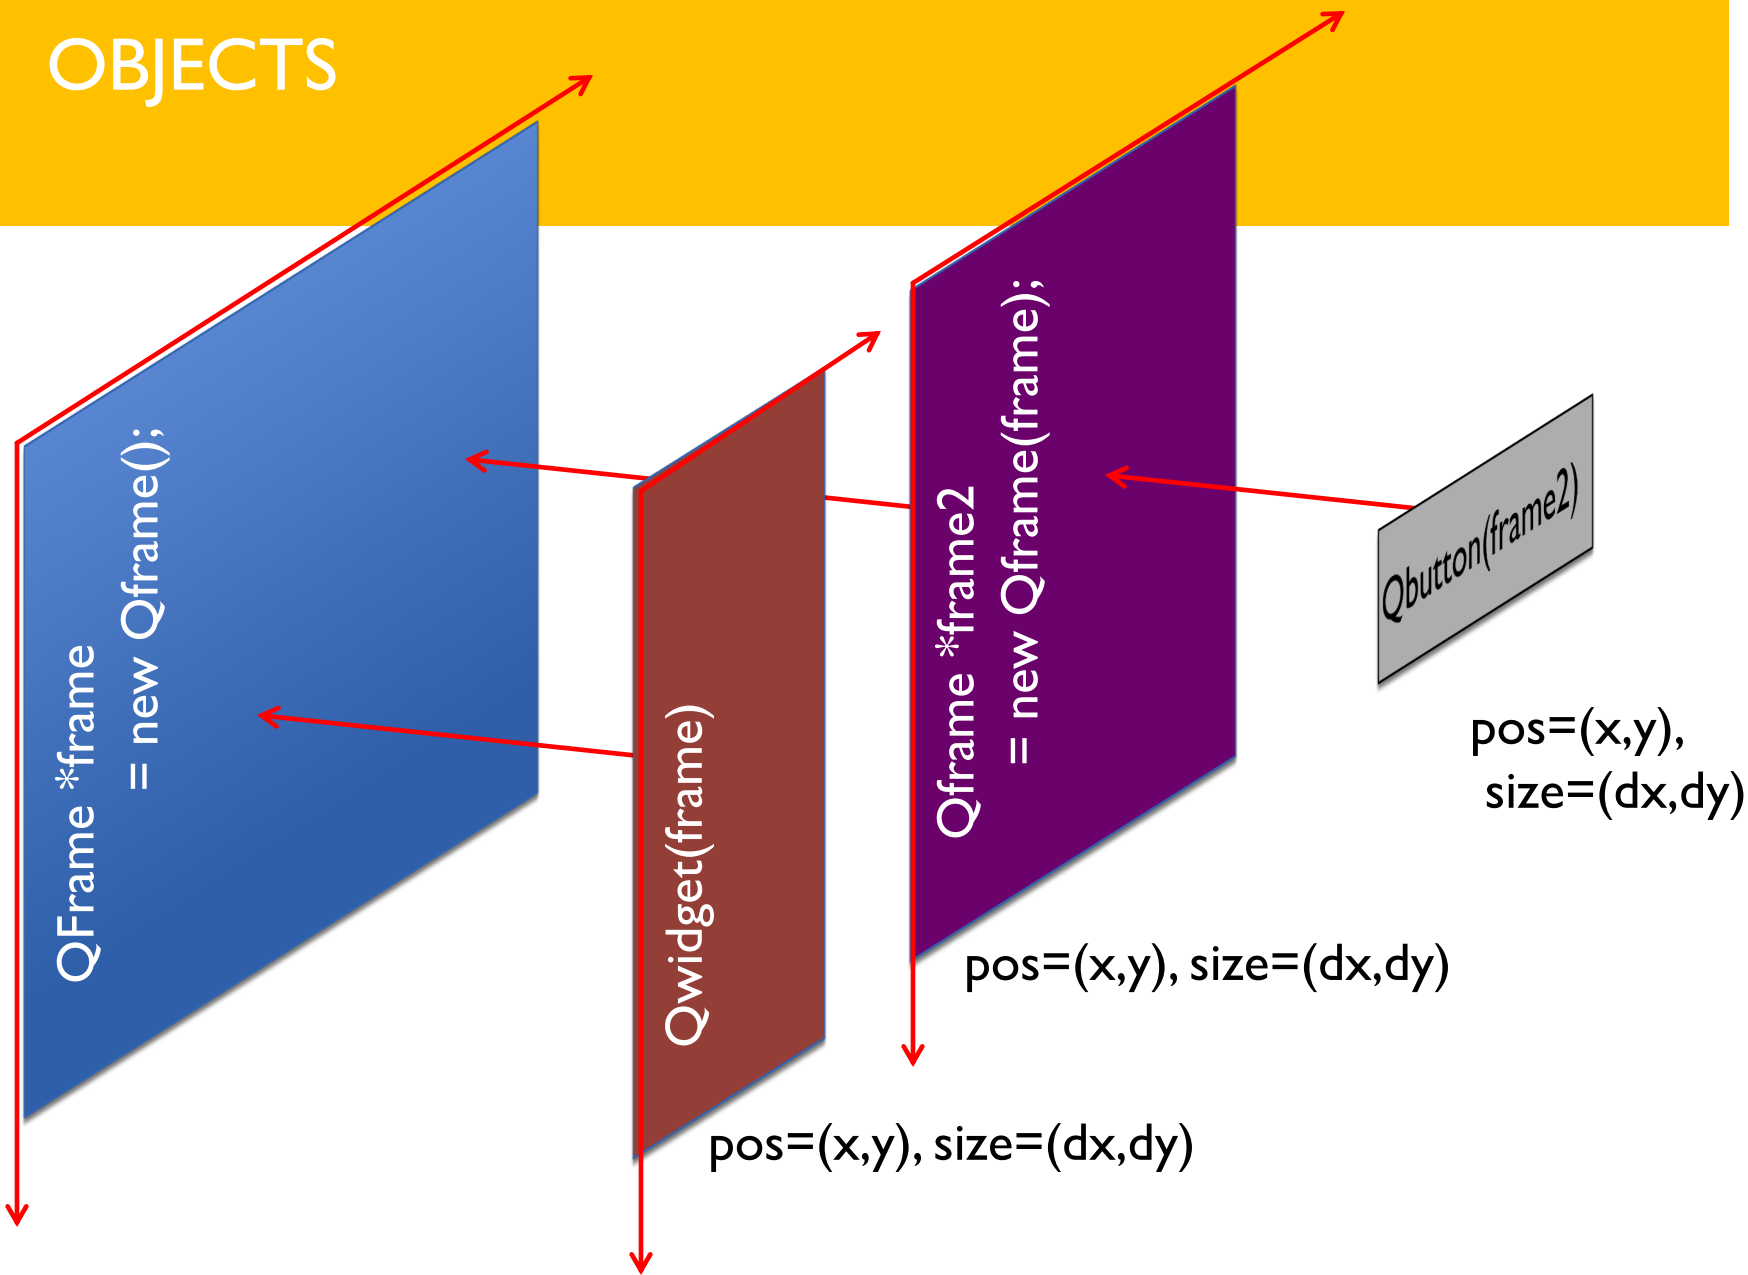 OBJECTS
QFrame *frame
= new Qframe();
Qwidget(frame)
pos=(x,y), size=(dx,dy)
Qframe *frame2
= new Qframe(frame);
pos=(x,y), size=(dx,dy)
Qbutton(frame2)
pos=(x,y),
size=(dx,dy)